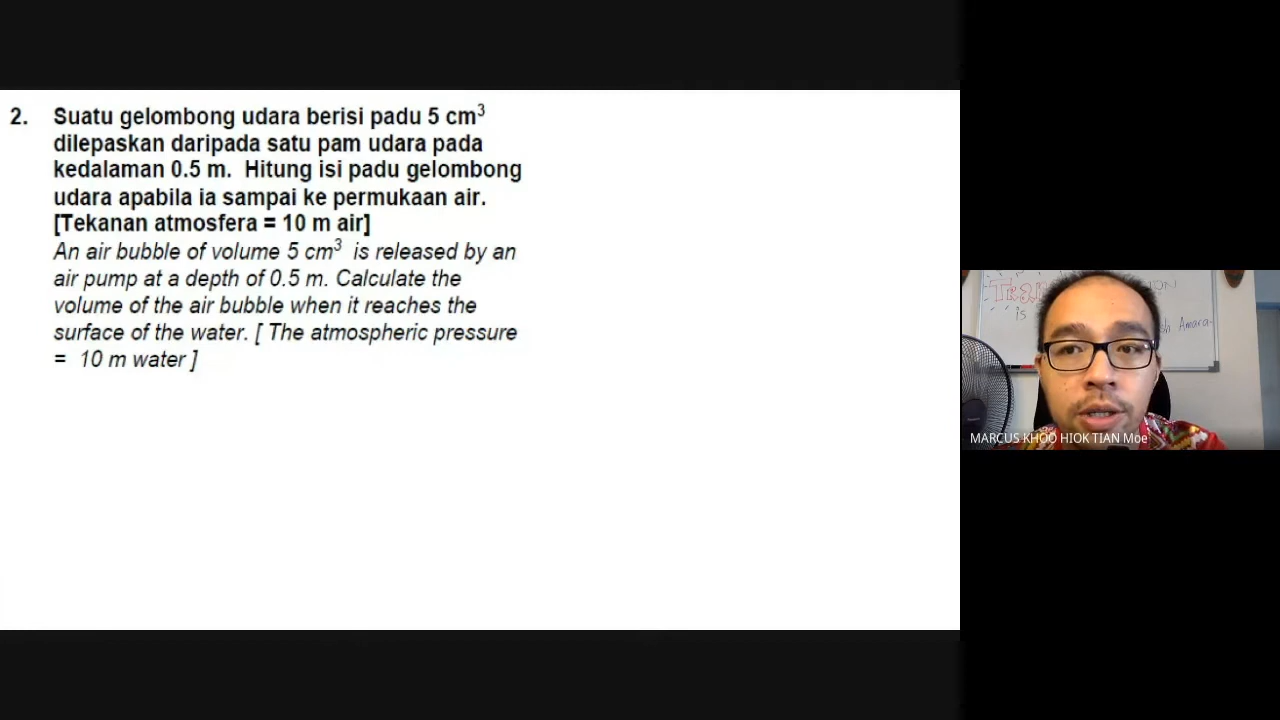 2. Suatu gelombong udara berisi padu 5 cm³
dilepaskan daripada satu pam udara pada
kedalaman 0.5 m. Hitung isi padu gelombong
udara apabila ia sampai ke permukaan air.
[Tekanan atmosfera = 10 m air]
An air bubble of volume 5 cm³ is released by an
air pump at a depth of 0.5 m. Calculate the
volume of the air bubble when it reaches the
surface of the water. [ The atmospheric pressure
= 10 m water ]
is
Amara-
MARCUS KHOO HIOK TIAN Moe